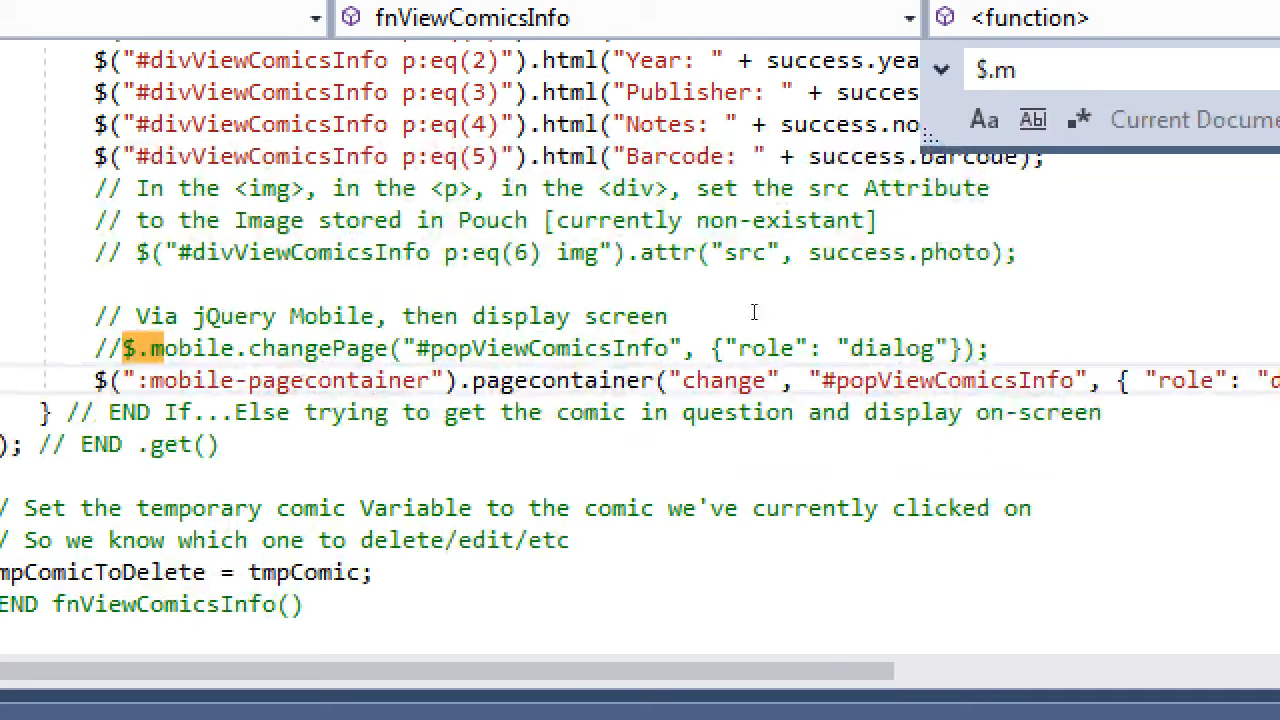 fnViewComicsInfo
<function>
$.m
Aa Abl .* Current Docume
$("#divViewComicsInfo p:eq(2)").html("Year: " + success.yea
$("#divViewComicsInfo p:eq(3)").html("Publisher: " + succes
$("#divViewComicsInfo p:eq(4)").html("Notes: " + success.no
$("#divViewComicsInfo p:eq(5)").html("Barcode: " + success.barcode);
// In the <img>, in the <p>, in the <div>, set the src Attribute
// to the Image stored in Pouch [currently non-existant]
// $("#divViewComicsInfo p:eq(6) img").attr("src", success.photo);
// Via jQuery Mobile, then display screen
//$.mobile.changePage("#popViewComicsInfo", {"role": "dialog"});
$(":mobile-pagecontainer").pagecontainer("change", "#popViewComicsInfo", { "role": "d
} // END If...Else trying to get the comic in question and display on-screen
); // END .get()
/ Set the temporary comic Variable to the comic we've currently clicked on
/ So we know which one to delete/edit/etc
mpComicToDelete = tmpComic;
END fnViewComicsInfo()